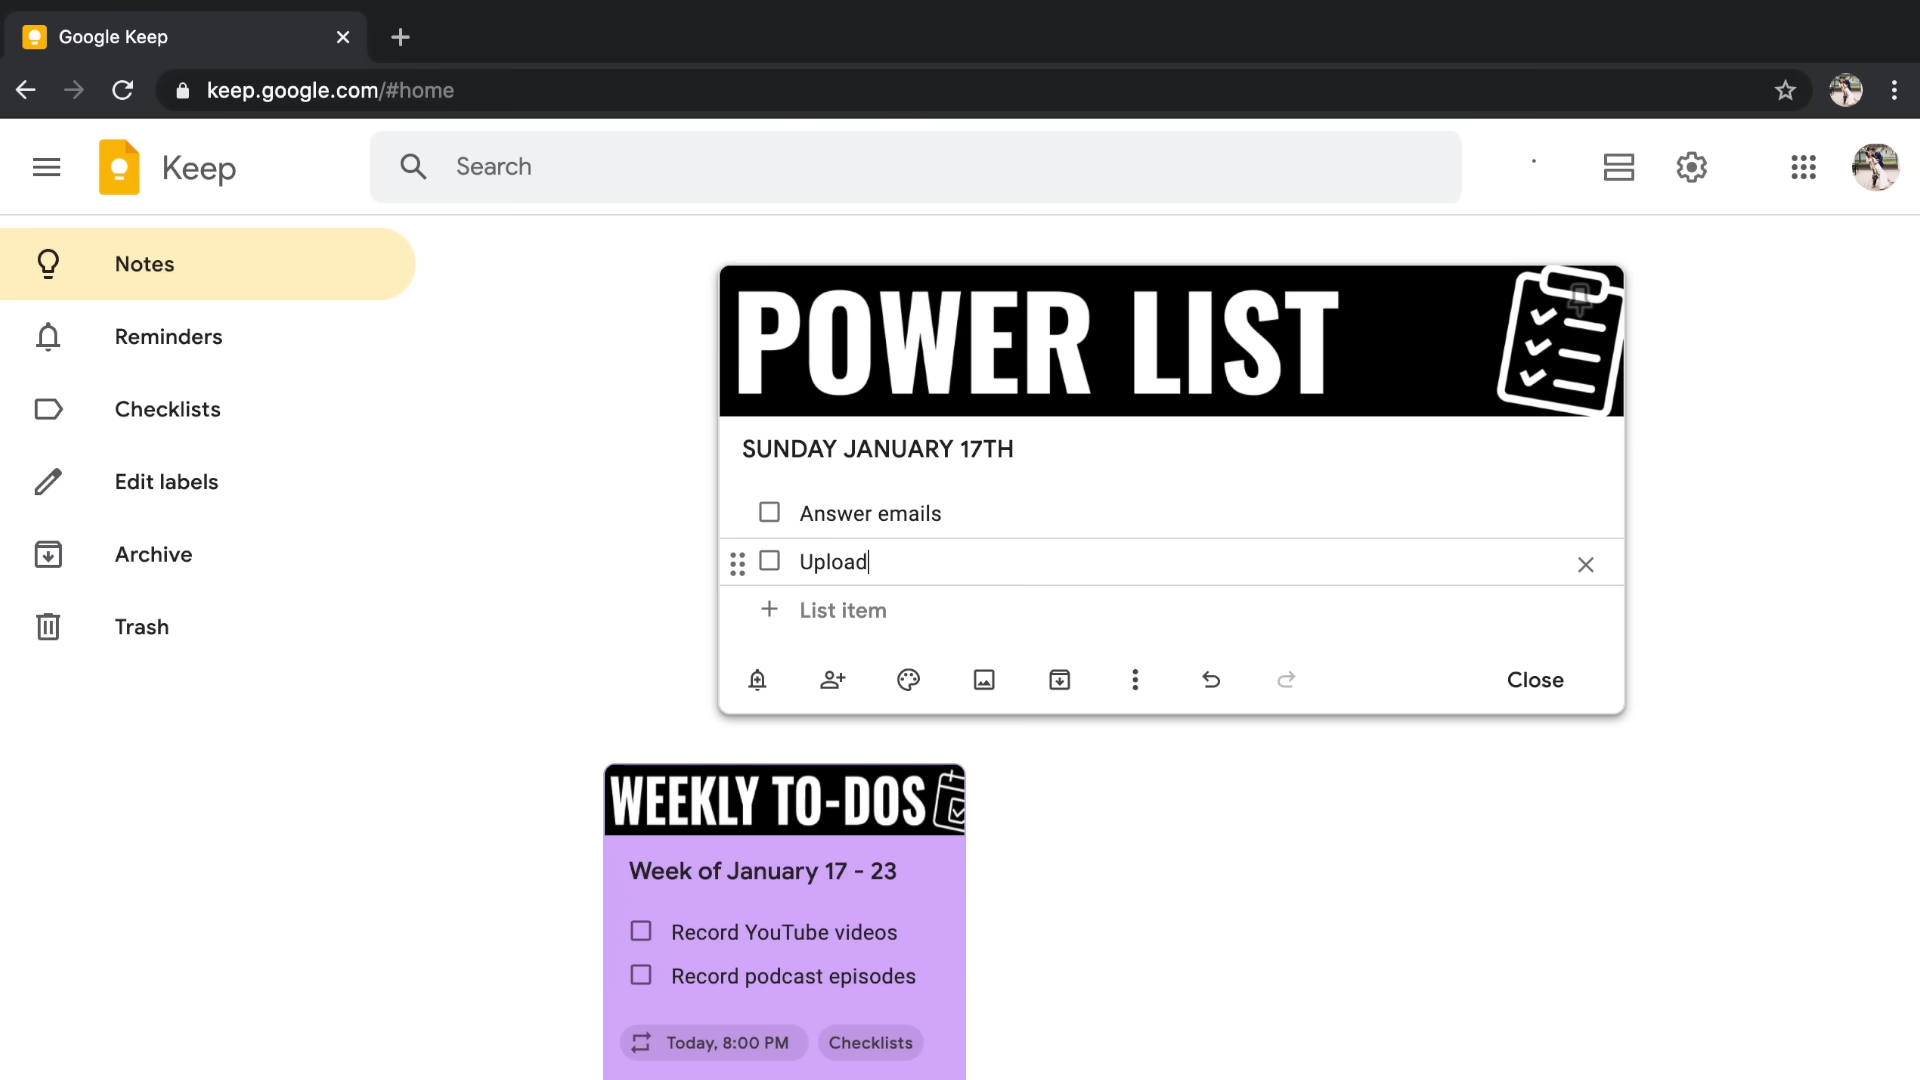 Google Keep
keep.google.com/#home
Keep
Search
Notes
Reminders
Checklists
Edit labels
Archive
Trash
POWER LIST
SUNDAY JANUARY 17TH
Answer emails
Upload
List item
Close
WEEKLY TO-DOS
Week of January 17 - 23
Record YouTube videos
Record podcast episodes
Today, 8:00 PM
Checklists